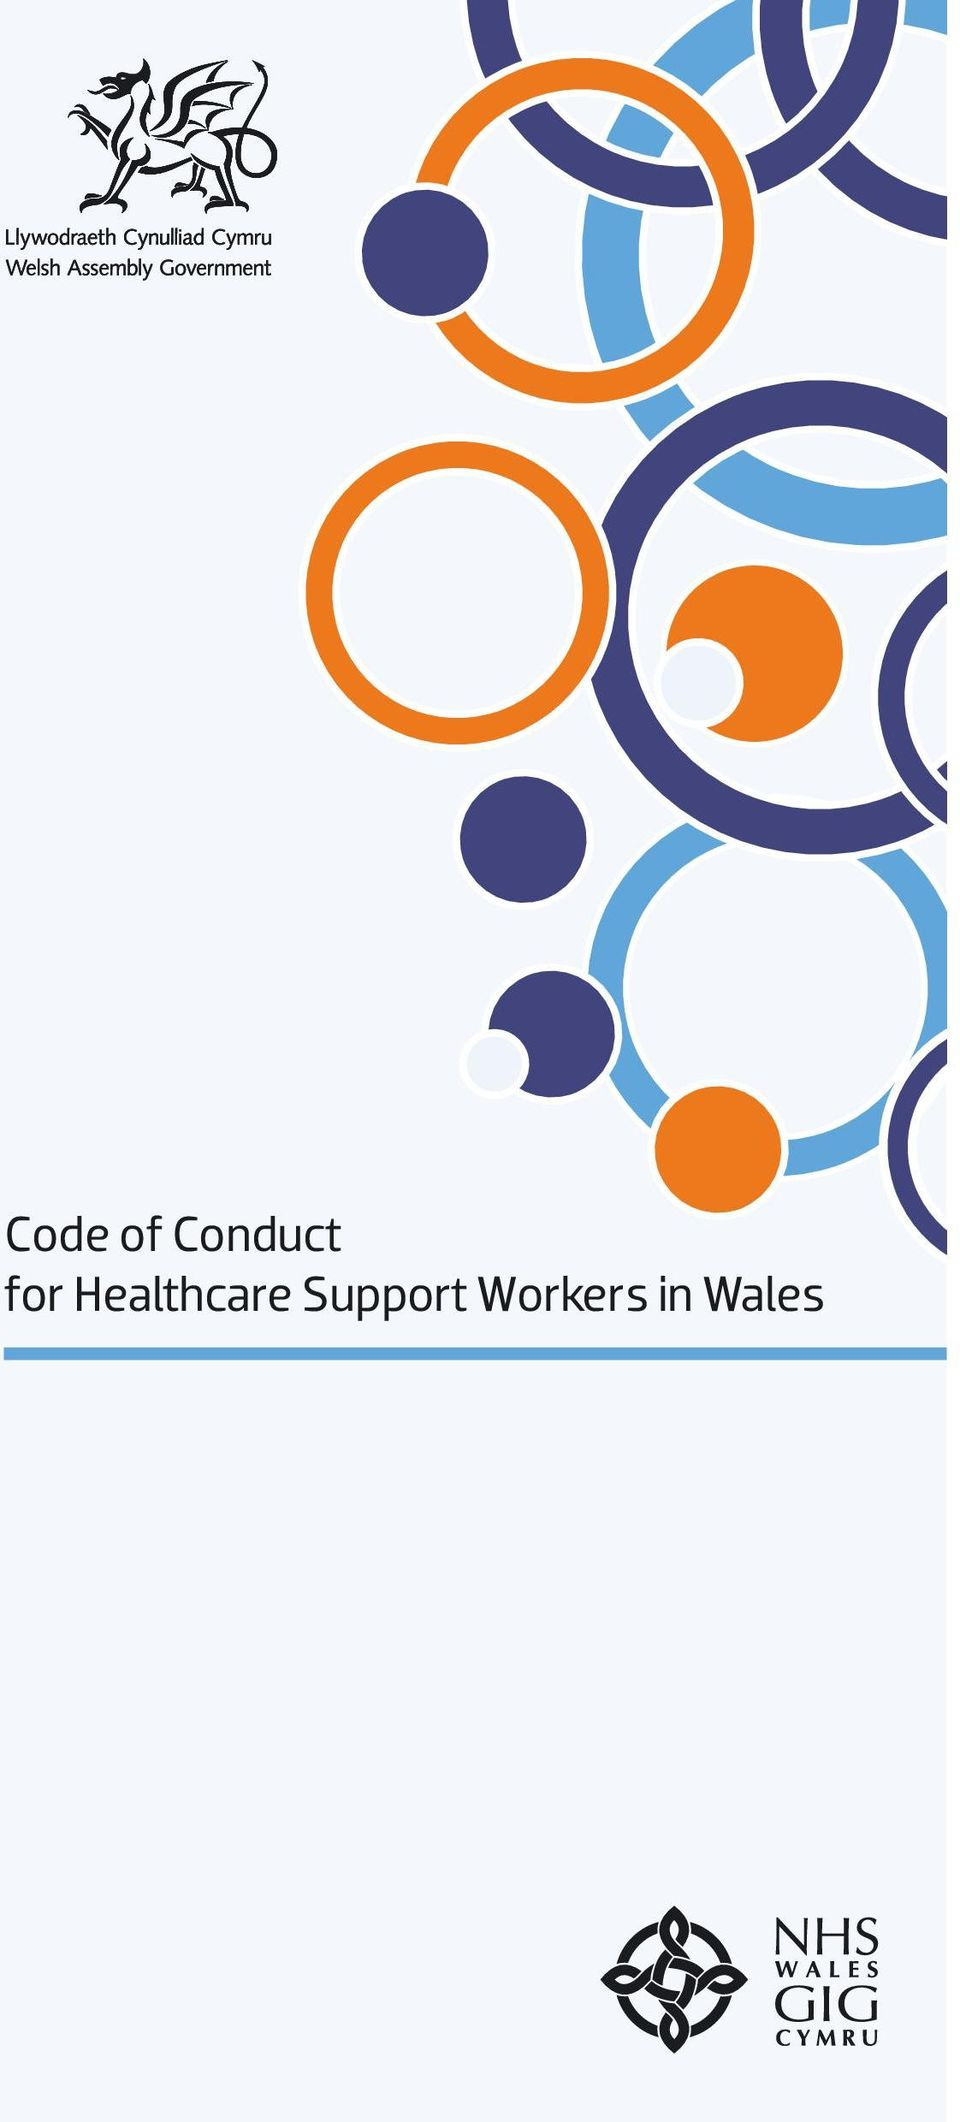 Llywodraeth Cynulliad Cymru
Welsh Assembly Government
Code of Conduct
for Healthcare Support Workers in Wales
NHS
WALES
GIG
CYMRU